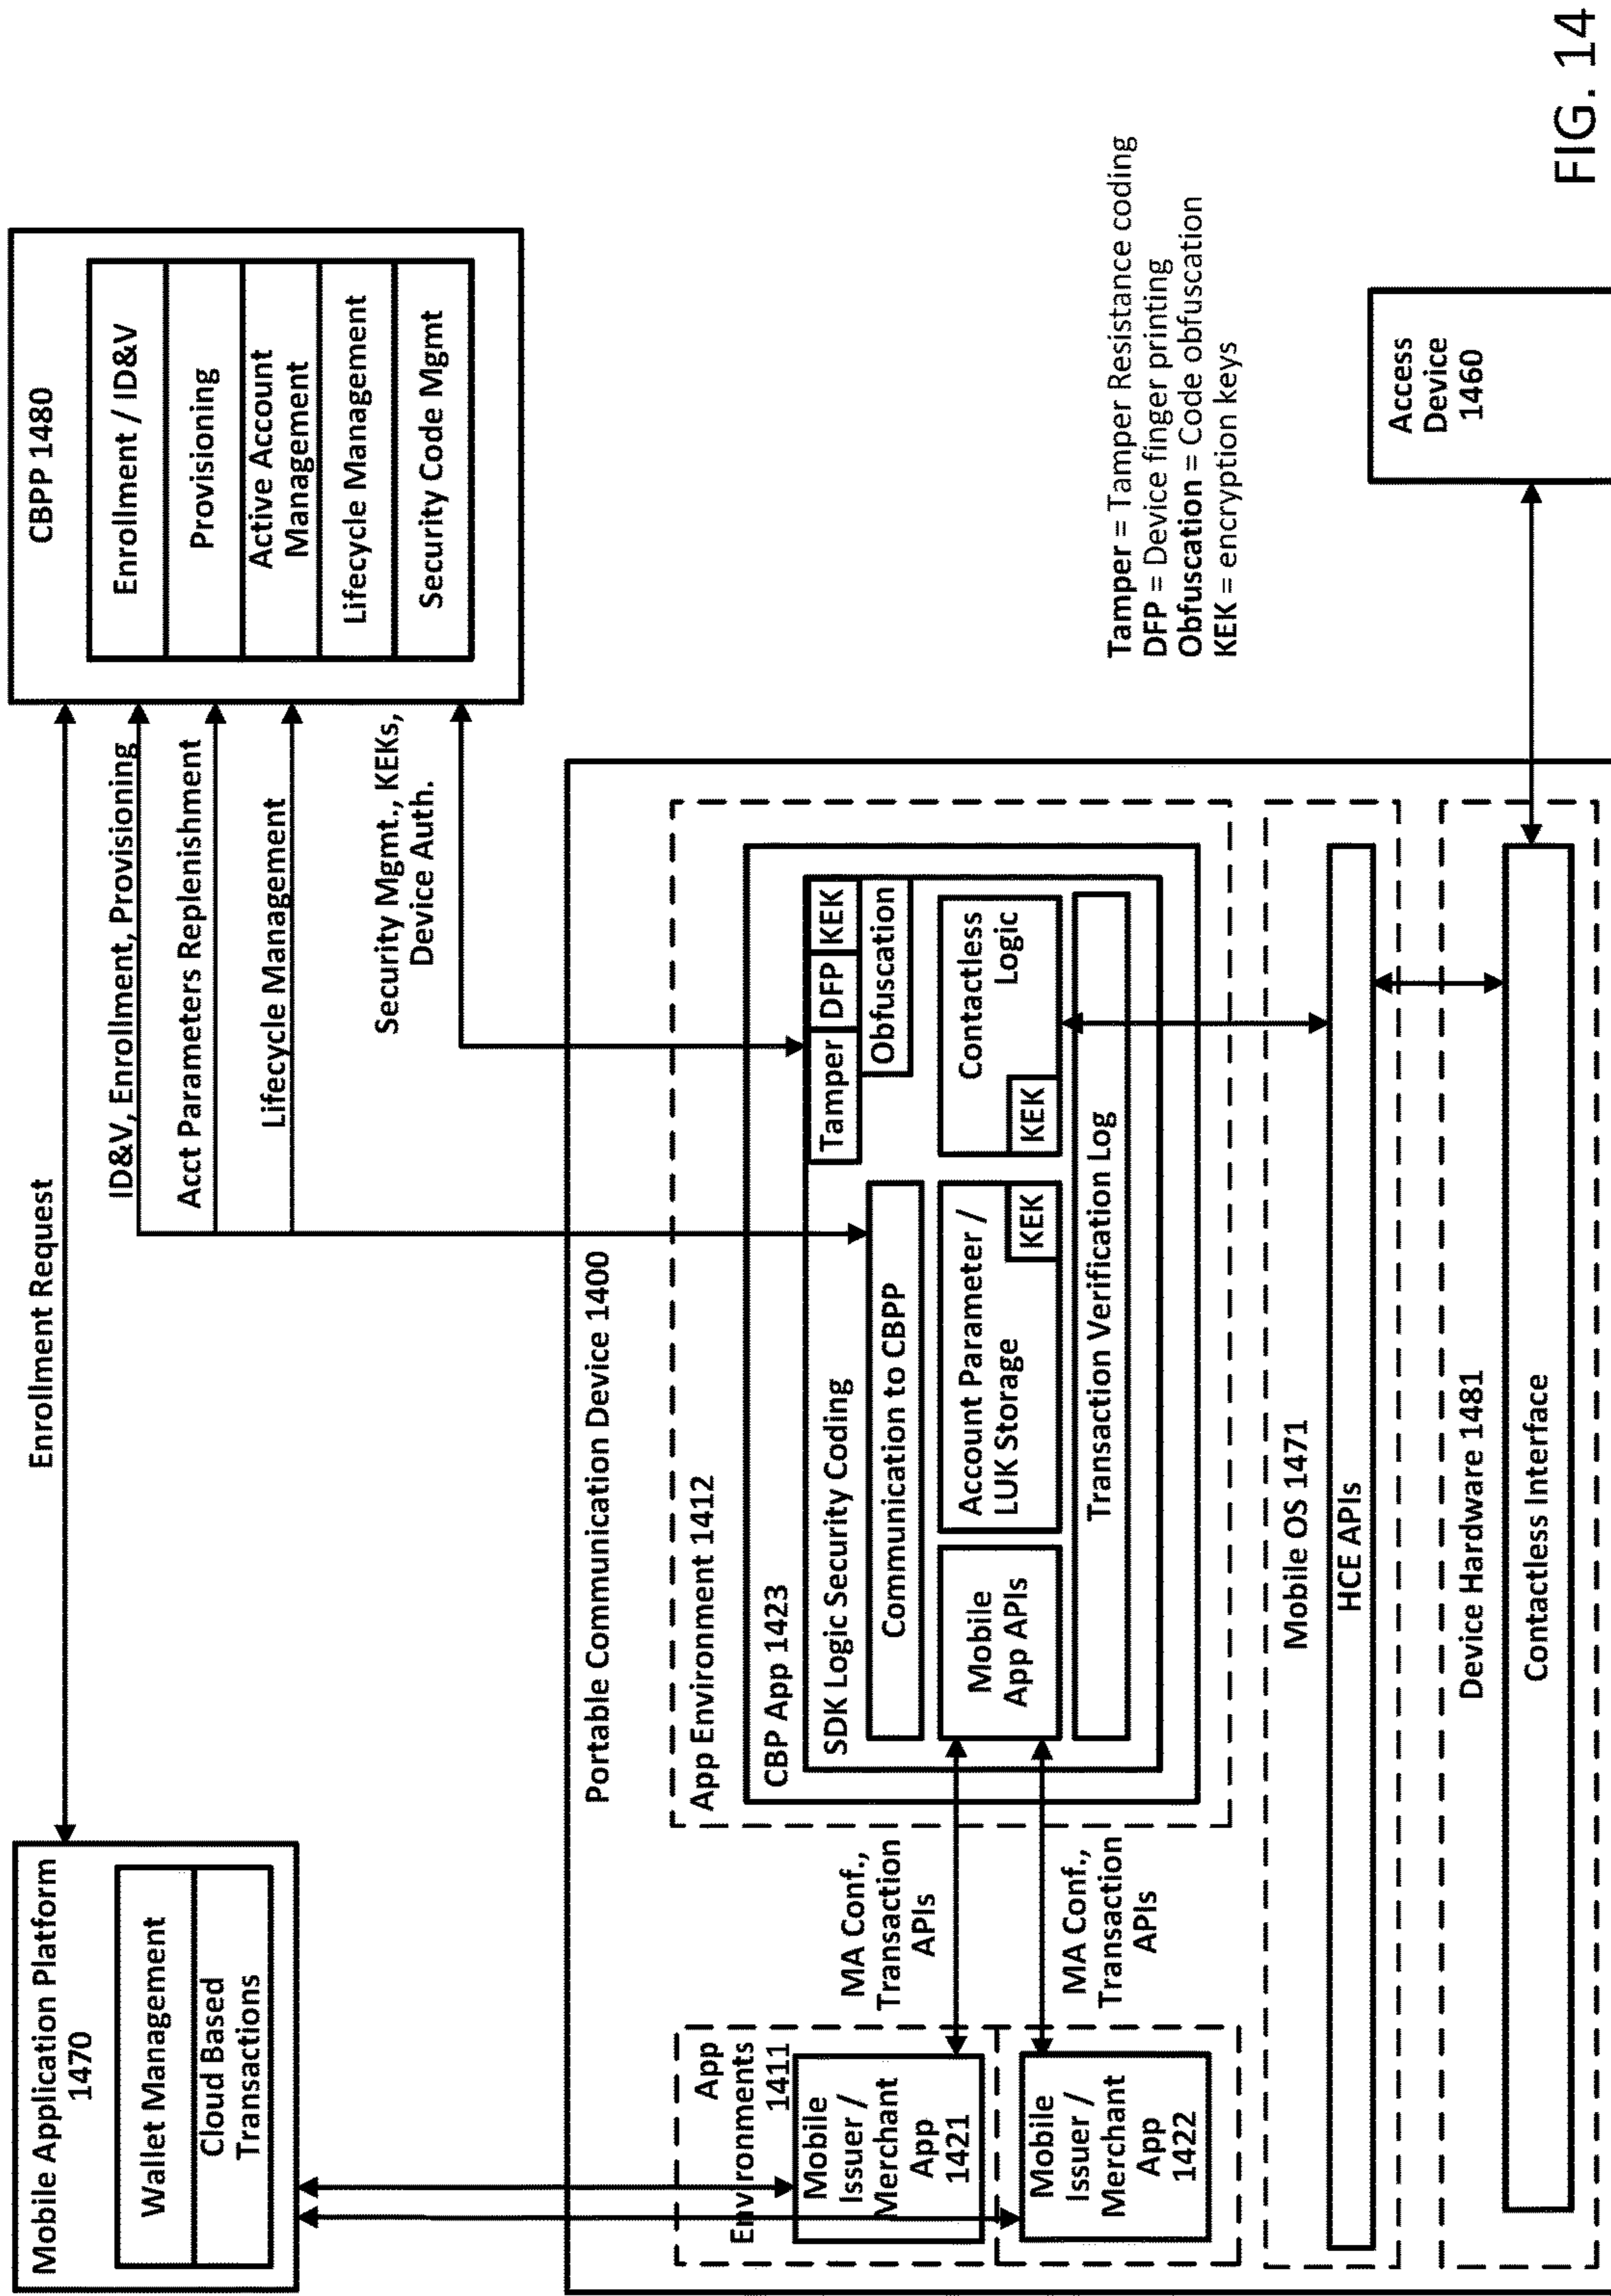 Mobile Application Platform
1470
Wallet Management
Cloud Based
Transactions
Enrollment Request
ID&V, Enrollment, Provisioning
Acct Parameters Replenishment
Lifecycle Management
Security Mgmt., KEKs,
Device Auth.
CBPP 1480
Enrollment / ID&V
Provisioning
Active Account
Management
Lifecycle Management
Security Code Mgmt
Portable Communication Device 1400
App
Environments
1411
Mobile
Issuer /
Merchant
App
1421
Mobile
Issuer /
Merchant
App
1422
MA Conf.,
Transaction
APIs
MA Conf.,
Transaction
APIs
App Environment 1412
CBP App 1423
SDK Logic Security Coding
Tamper
DFP
KEK
Obfuscation
Communication to CBPP
Mobile
App APIs
Account Parameter /
LUK Storage
KEK
Contactless
Logic
KEK
Transaction Verification Log
Mobile OS 1471
HCE APIs
Device Hardware 1481
Contactless Interface
Tamper = Tamper Resistance coding
DFP = Device finger printing
Obfuscation = Code obfuscation
KEK = encryption keys
Access
Device
1460
FIG. 14